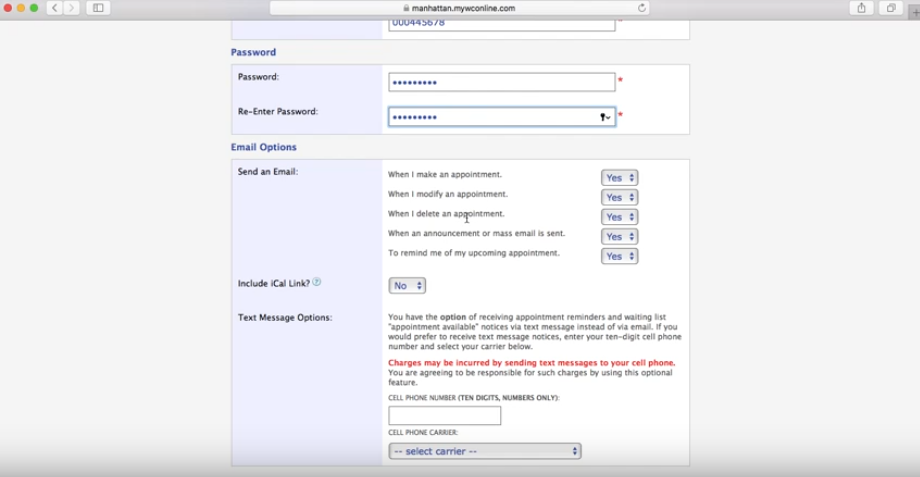 manhattan.mywconline.com
000445678
Password
Password:
•••••••••
*
Re-Enter Password:
•••••••••
*
Email Options
Send an Email:
When I make an appointment.
Yes
When I modify an appointment.
Yes
When I delete an appointment.
Yes
When an announcement or mass email is sent.
Yes
To remind me of my upcoming appointment.
Yes
Include iCal Link? ?
No
Text Message Options:
You have the option of receiving appointment reminders and waiting list
"appointment available" notices via text message instead of via email. If you
would prefer to receive text message notices, enter your ten-digit cell phone
number and select your carrier below.
Charges may be incurred by sending text messages to your cell phone.
You are agreeing to be responsible for such charges by using this optional
feature.
CELL PHONE NUMBER (TEN DIGITS, NUMBERS ONLY):
CELL PHONE CARRIER:
-- select carrier --